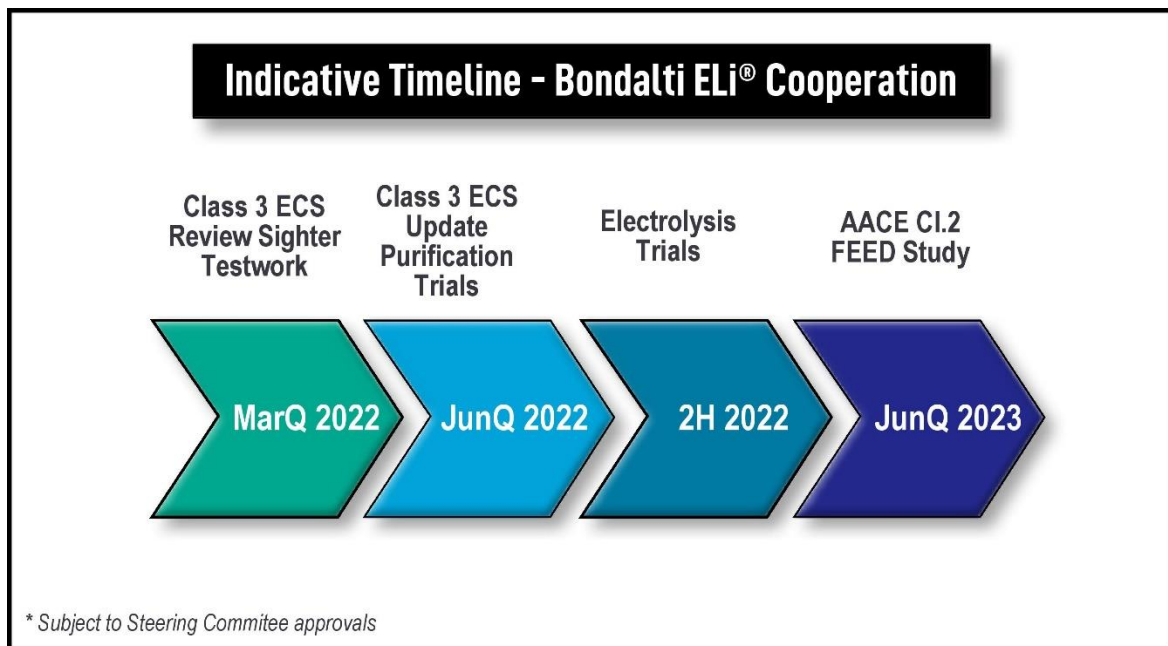 Indicative Timeline – Bondalti ELi® Cooperation
Class 3 ECS
Review Sighter
Testwork
Class 3 ECS
Update
Purification
Trials
Electrolysis
Trials
AACE Cl.2
FEED Study
MarQ 2022
JunQ 2022
2H 2022
JunQ 2023
* Subject to Steering Commitee approvals